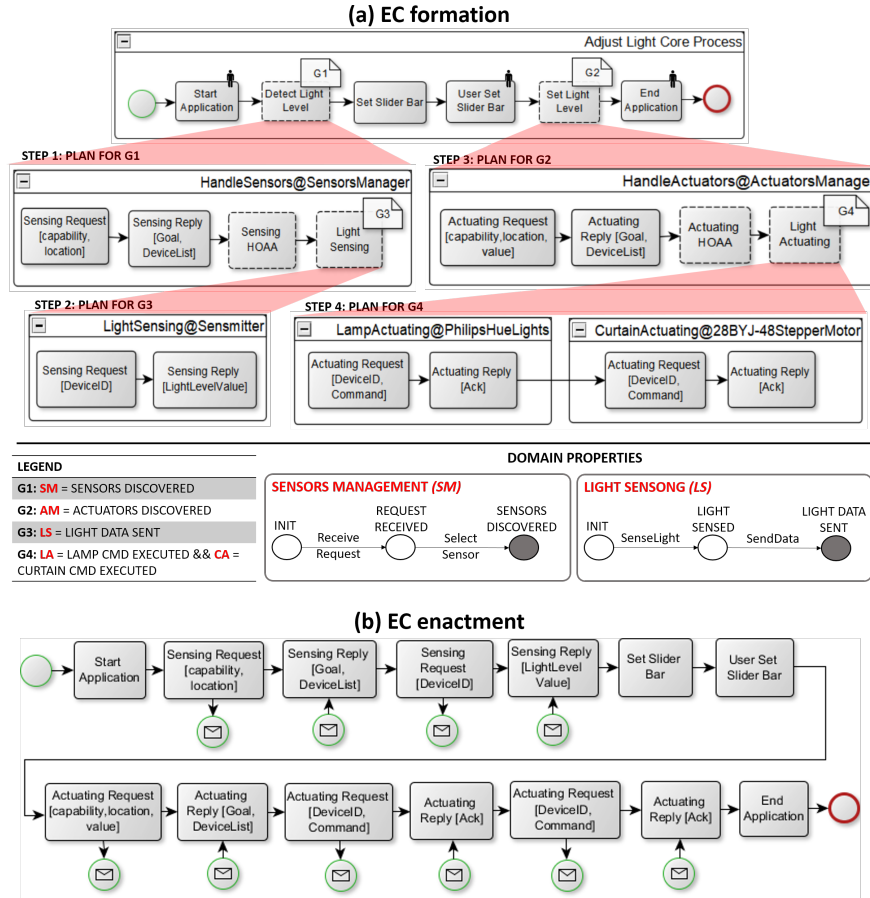 (a) EC formation
Adjust Light Core Process
Start
Application
G1
Detect Light
Level
Set Slider Bar
User Set
Slider Bar
G2
Set Light
Level
End
Application
STEP 1: PLAN FOR G1
HandleSensors@SensorsManager
Sensing Request
[capability,
location]
Sensing Reply
[Goal,
DeviceList]
Sensing
HOAA
G3
Light
Sensing
STEP 3: PLAN FOR G2
HandleActuators@ActuatorsManage
Actuating Request
[capability,location,
value]
Actuating
Reply [Goal,
DeviceList]
Actuating
HOAA
G4
Light
Actuating
STEP 2: PLAN FOR G3
LightSensing@Sensmitter
Sensing Request
[DeviceID]
Sensing Reply
[LightLevelValue]
STEP 4: PLAN FOR G4
LampActuating@PhilipsHueLights
Actuating Request
[DeviceID,
Command]
Actuating Reply
[Ack]
CurtainActuating@28BYJ-48StepperMotor
Actuating Request
[DeviceID,
Command]
Actuating Reply
[Ack]
LEGEND
G1: SM = SENSORS DISCOVERED
G2: AM = ACTUATORS DISCOVERED
G3: LS = LIGHT DATA SENT
G4: LA = LAMP CMD EXECUTED && CA =
CURTAIN CMD EXECUTED
DOMAIN PROPERTIES
SENSORS MANAGEMENT (SM)
INIT
Receive
Request
REQUEST
RECEIVED
Select
Sensor
SENSORS
DISCOVERED
LIGHT SENSONG (LS)
INIT
SenseLight
LIGHT
SENSED
SendData
LIGHT DATA
SENT
(b) EC enactment
Start
Application
Sensing Request
[capability,
location]
Sensing Reply
[Goal,
DeviceList]
Sensing
Request
[DeviceID]
Sensing Reply
[LightLevel
Value]
Set Slider
Bar
User Set
Slider Bar
Actuating Request
[capability,location,
value]
Actuating
Reply [Goal,
DeviceList]
Actuating Request
[DeviceID,
Command]
Actuating
Reply [Ack]
Actuating Request
[DeviceID,
Command]
Actuating
Reply [Ack]
End
Application